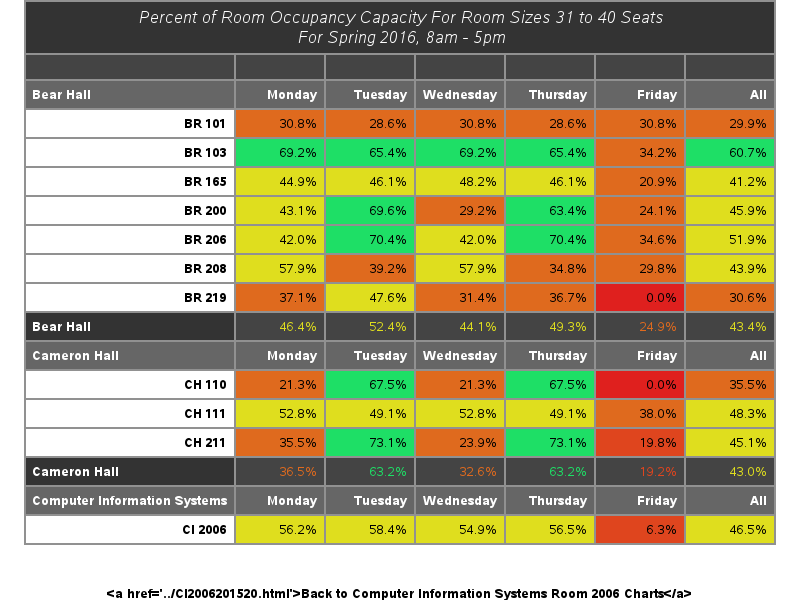 Percent of Room Occupancy Capacity For Room Sizes 31 to 40 Seats
For Spring 2016, 8am - 5pm
Bear Hall Monday Tuesday Wednesday Thursday Friday All
BR 101 30.8% 28.6% 30.8% 28.6% 30.8% 29.9%
BR 103 69.2% 65.4% 69.2% 65.4% 34.2% 60.7%
BR 165 44.9% 46.1% 48.2% 46.1% 20.9% 41.2%
BR 200 43.1% 69.6% 29.2% 63.4% 24.1% 45.9%
BR 206 42.0% 70.4% 42.0% 70.4% 34.6% 51.9%
BR 208 57.9% 39.2% 57.9% 34.8% 29.8% 43.9%
BR 219 37.1% 47.6% 31.4% 36.7% 0.0% 30.6%
Bear Hall 46.4% 52.4% 44.1% 49.3% 24.9% 43.4%
Cameron Hall Monday Tuesday Wednesday Thursday Friday All
CH 110 21.3% 67.5% 21.3% 67.5% 0.0% 35.5%
CH 111 52.8% 49.1% 52.8% 49.1% 38.0% 48.3%
CH 211 35.5% 73.1% 23.9% 73.1% 19.8% 45.1%
Cameron Hall 36.5% 63.2% 32.6% 63.2% 19.2% 43.0%
Computer Information Systems Monday Tuesday Wednesday Thursday Friday All
CI 2006 56.2% 58.4% 54.9% 56.5% 6.3% 46.5%
&lt;a href='../CI2006201520.html'&gt;Back to Computer Information Systems Room 2006 Charts&lt;/a&gt;